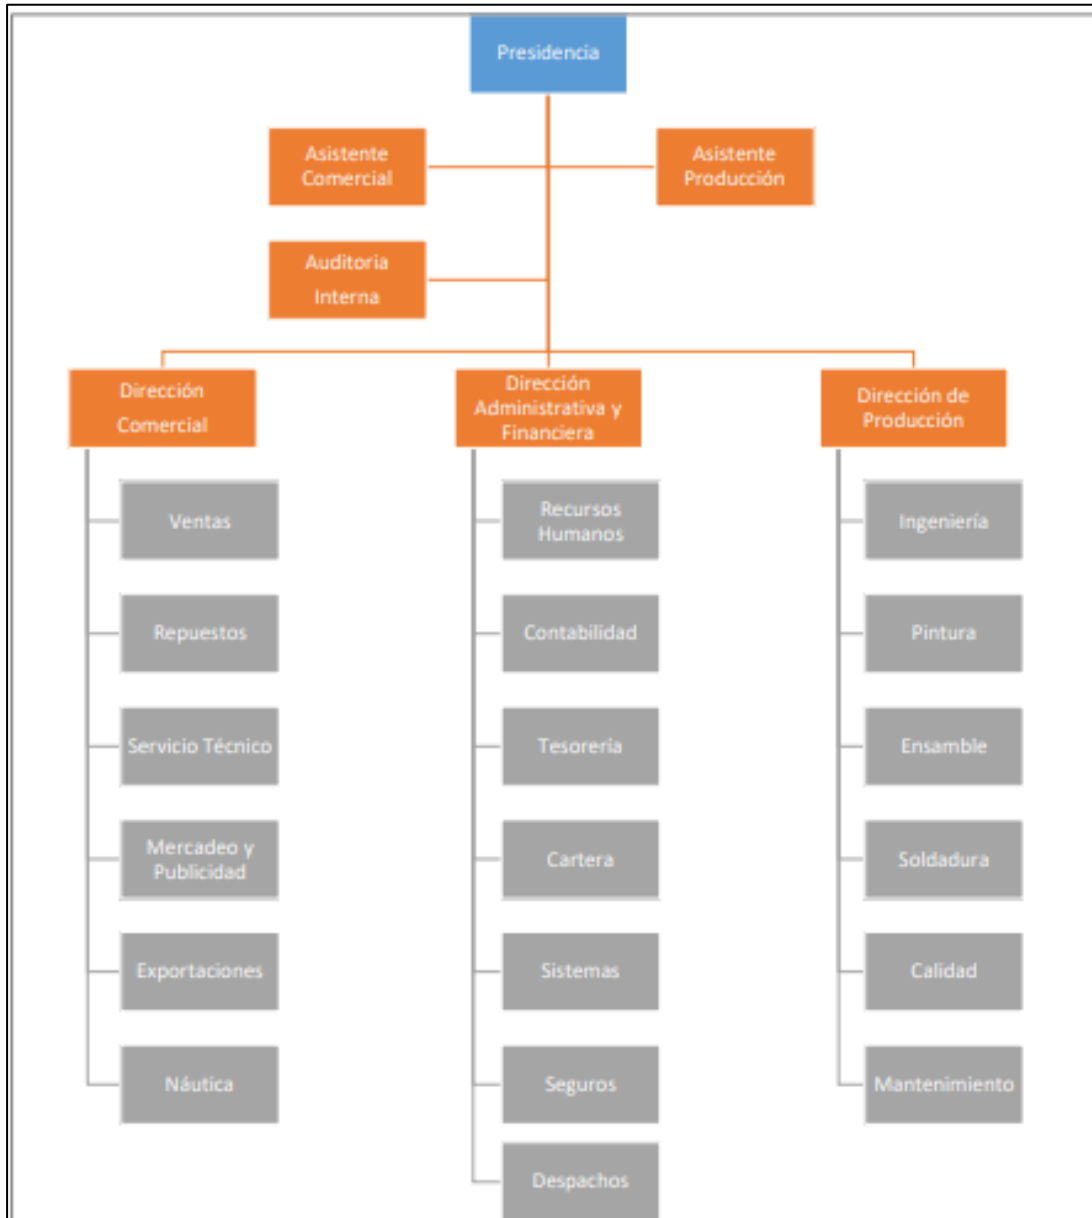 Presidencia
Asistente
Comercial
Asistente
Producción
Auditoria
Interna
Dirección
Comercial
Dirección
Administrativa y
Financiera
Dirección de
Producción
Ventas
Repuestos
Servicio Técnico
Mercadeo y
Publicidad
Exportaciones
Náutica
Recursos
Humanos
Contabilidad
Tesorería
Cartera
Sistemas
Seguros
Despachos
Ingeniería
Pintura
Ensamble
Soldadura
Calidad
Mantenimiento